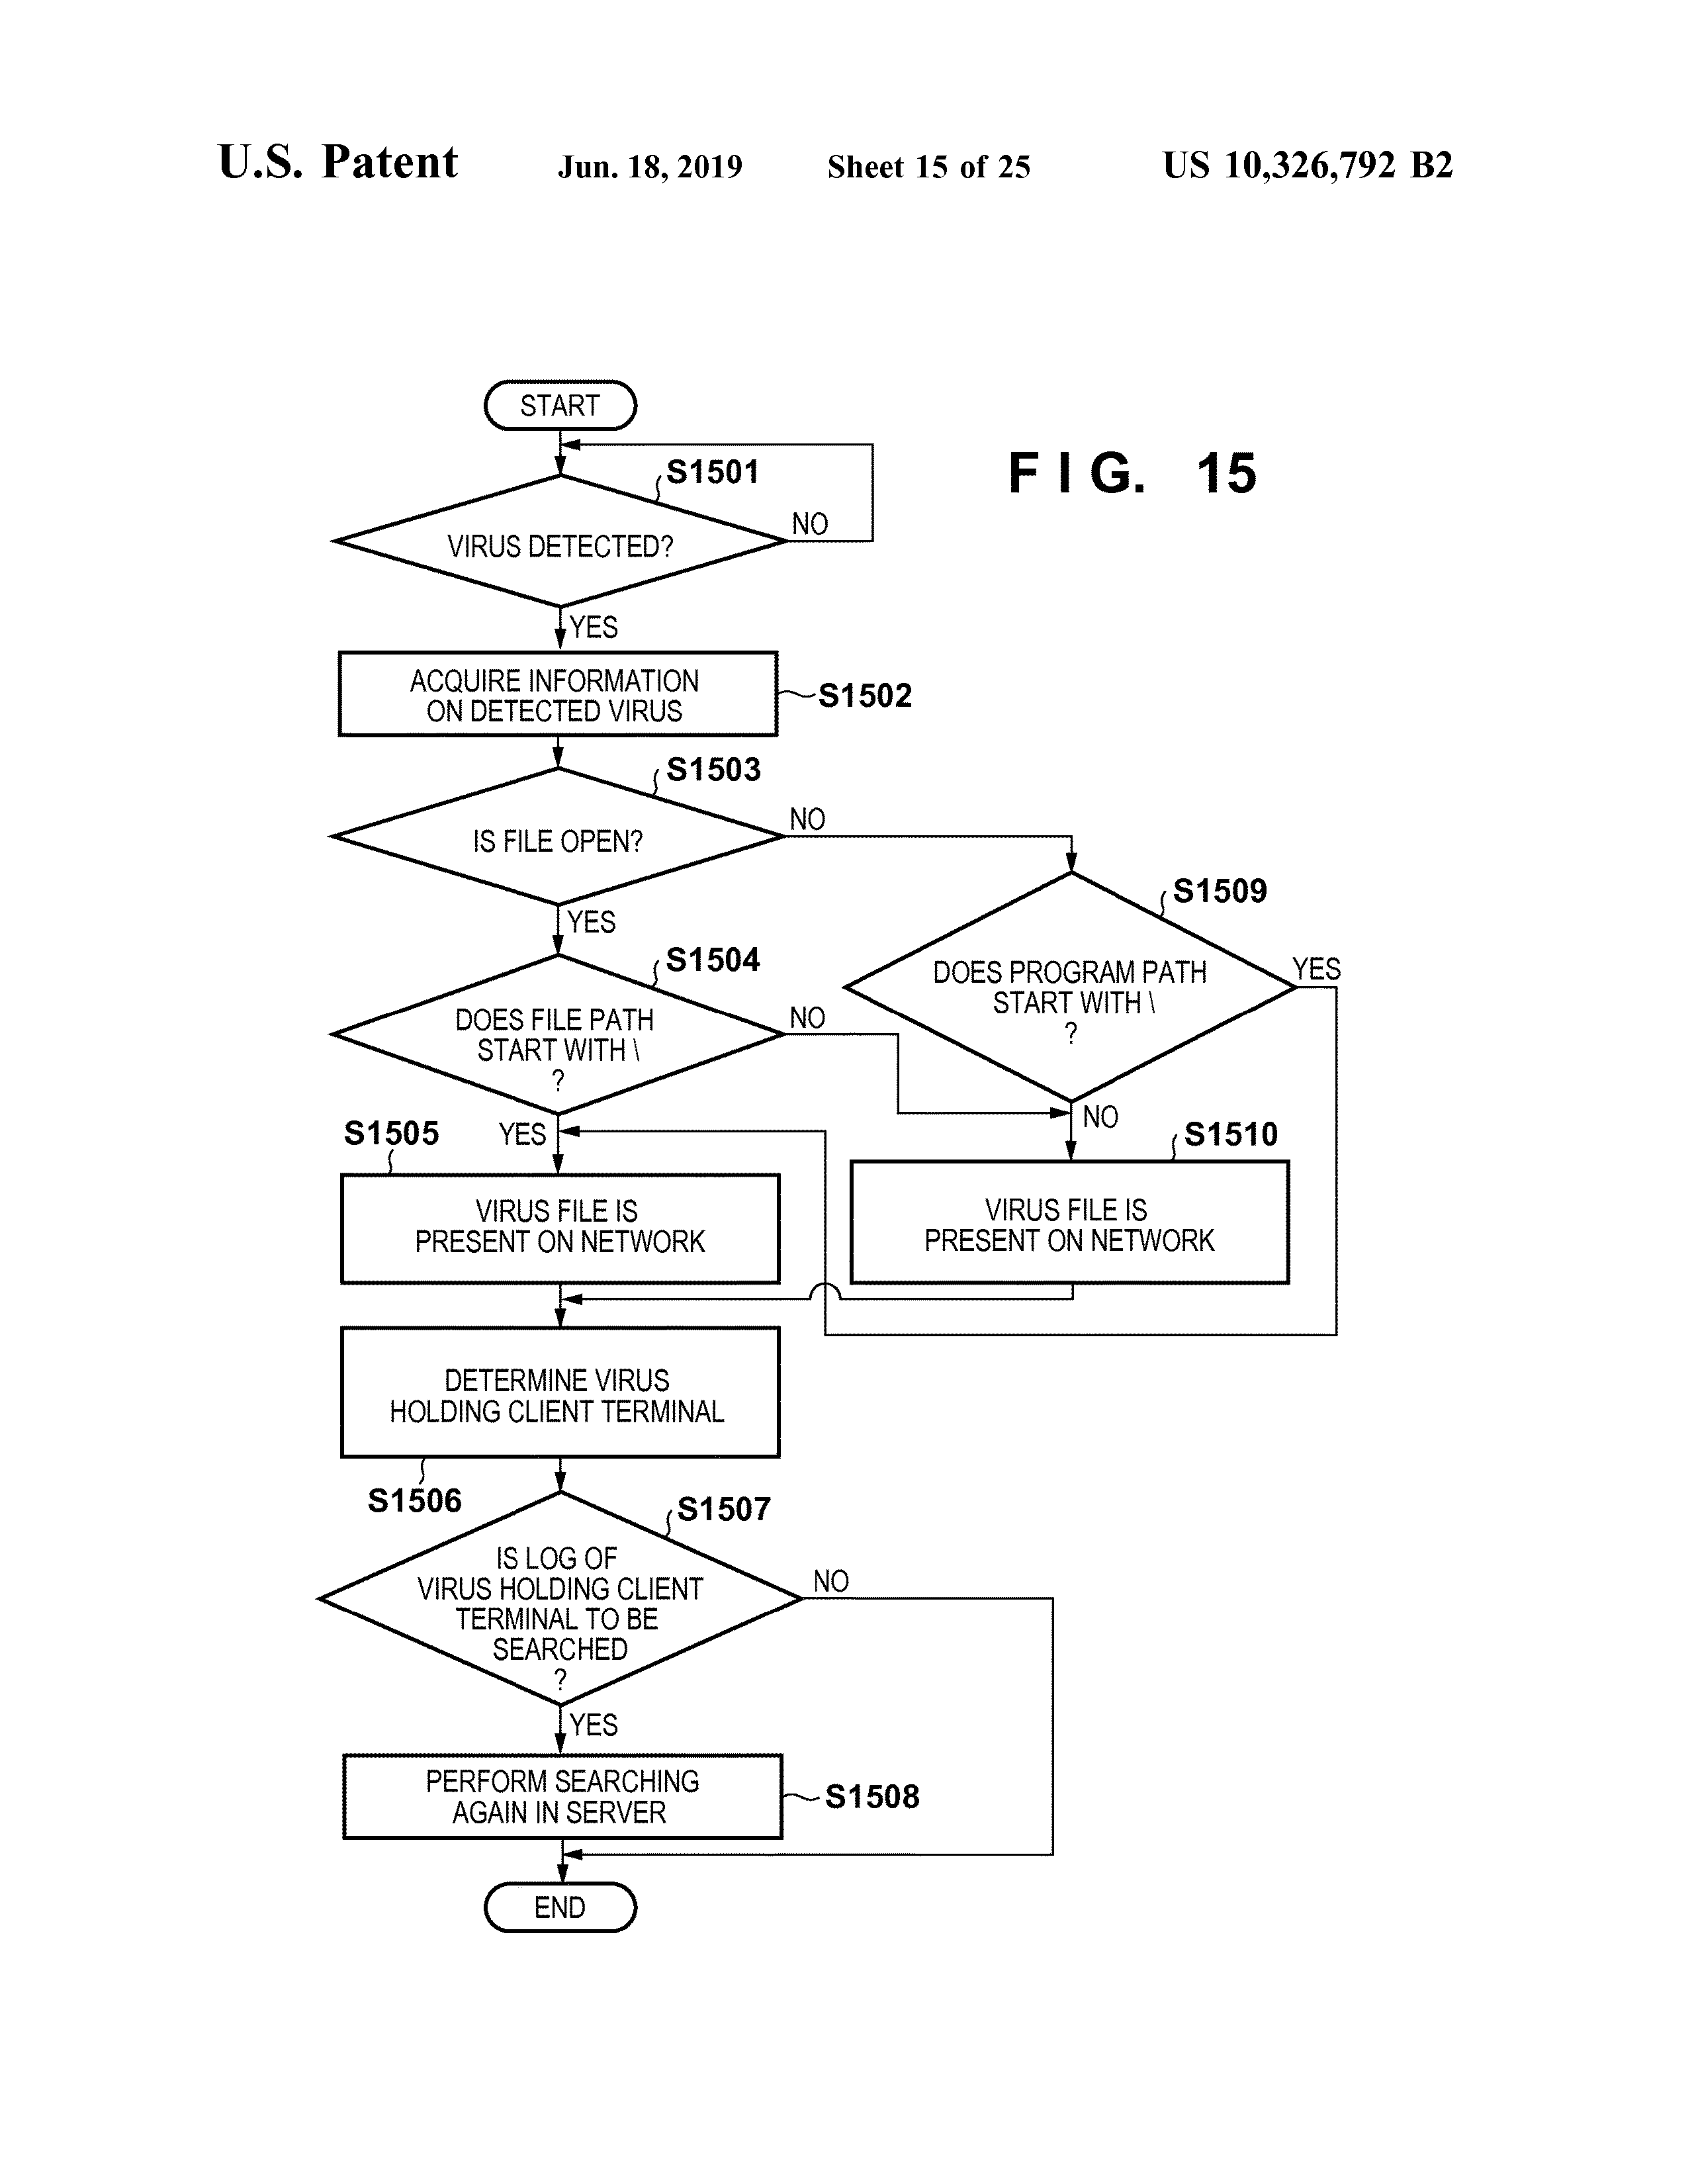 U.S. Patent Jun. 18, 2019 Sheet 15 of 25 US 10,326,792 B2
FIG. 15
START
S1501
VIRUS DETECTED?
NO
YES
ACQUIRE INFORMATION
ON DETECTED VIRUS
S1502
S1503
IS FILE OPEN?
NO
YES
S1504
DOES FILE PATH
START WITH \
?
NO
YES
S1509
DOES PROGRAM PATH
START WITH \
?
YES
NO
S1505
VIRUS FILE IS
PRESENT ON NETWORK
S1510
VIRUS FILE IS
PRESENT ON NETWORK
DETERMINE VIRUS
HOLDING CLIENT TERMINAL
S1506
S1507
IS LOG OF
VIRUS HOLDING CLIENT
TERMINAL TO BE
SEARCHED
?
NO
YES
PERFORM SEARCHING
AGAIN IN SERVER
S1508
END